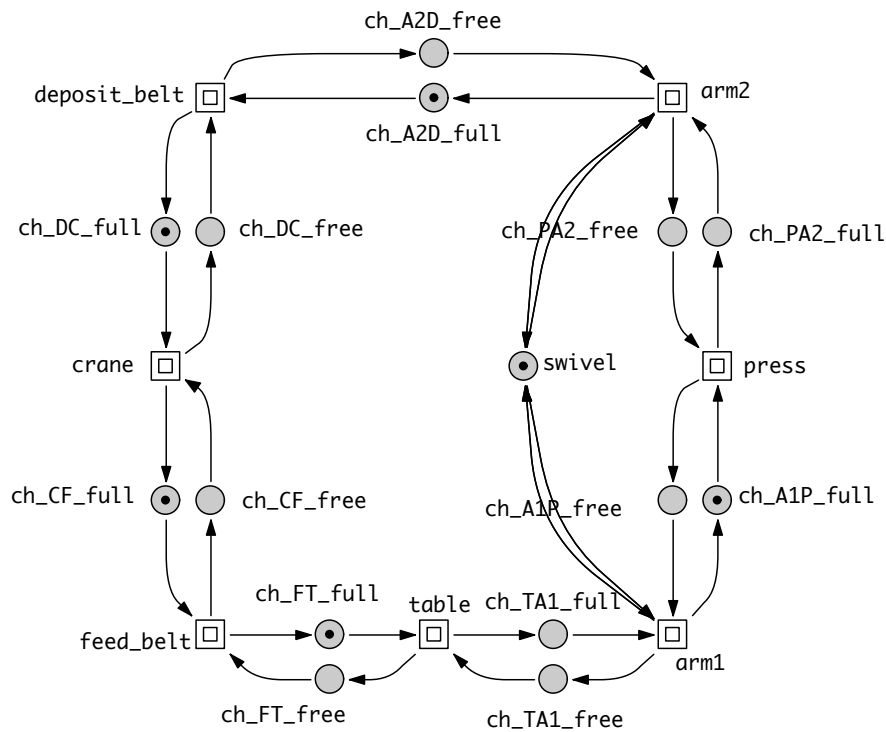 ch_A2D_free
deposit_belt
arm2
ch_A2D_full
ch_DC_full
ch_DC_free
ch_PA2_free
ch_PA2_full
crane
swivel
press
ch_CF_full
ch_CF_free
ch_A1P_free
ch_A1P_full
ch_FT_full
table
ch_TA1_full
feed_belt
arm1
ch_FT_free
ch_TA1_free